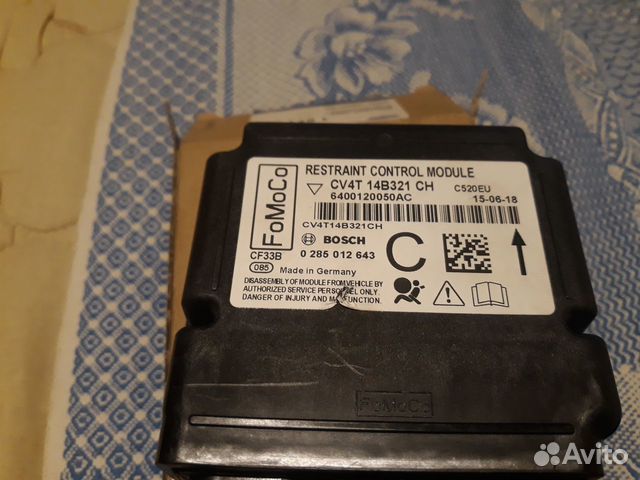 FoMoCo
RESTRAINT CONTROL MODULE
CV4T 14B321 CH
C520EU
6400120050AC
15-06-18
CV4T14B321CH
BOSCH
C
CF33B
0 285 012 643
085
Made in Germany
DISASSEMBLY OF MODULE FROM VEHICLE BY
AUTHORIZED SERVICE PERSONNEL ONLY.
DANGER OF INJURY AND MALFUNCTION.
FoMoCo
Avito